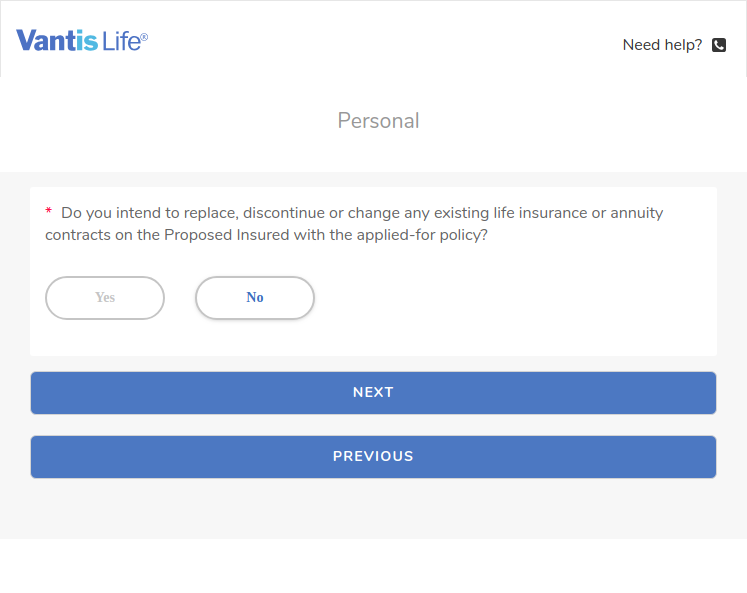 Vantis Life®
Need help?
Personal
* Do you intend to replace, discontinue or change any existing life insurance or annuity
contracts on the Proposed Insured with the applied-for policy?
Yes No
NEXT
PREVIOUS